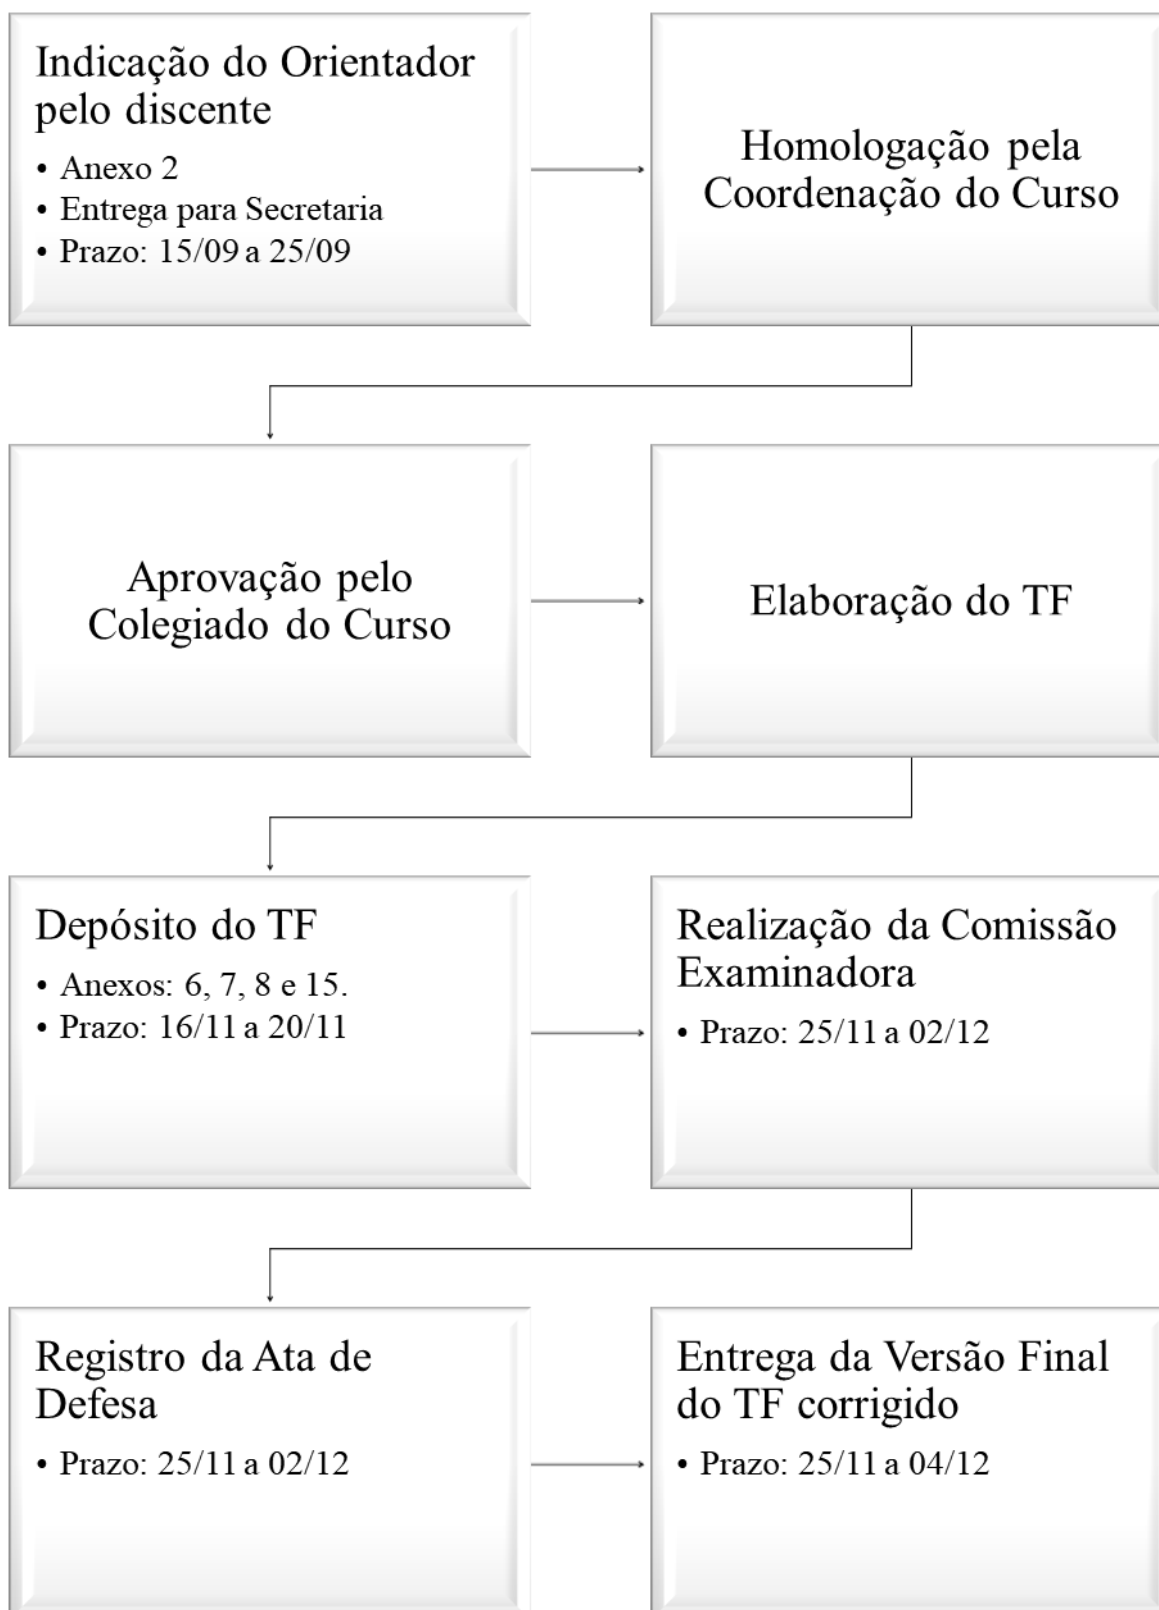 Indicação do Orientador
pelo discente
• Anexo 2
• Entrega para Secretaria
• Prazo: 15/09 a 25/09
Homologação pela
Coordenação do Curso
Aprovação pelo
Colegiado do Curso
Elaboração do TF
Depósito do TF
• Anexos: 6, 7, 8 e 15.
• Prazo: 16/11 a 20/11
Realização da Comissão
Examinadora
• Prazo: 25/11 a 02/12
Registro da Ata de
Defesa
• Prazo: 25/11 a 02/12
Entrega da Versão Final
do TF corrigido
• Prazo: 25/11 a 04/12